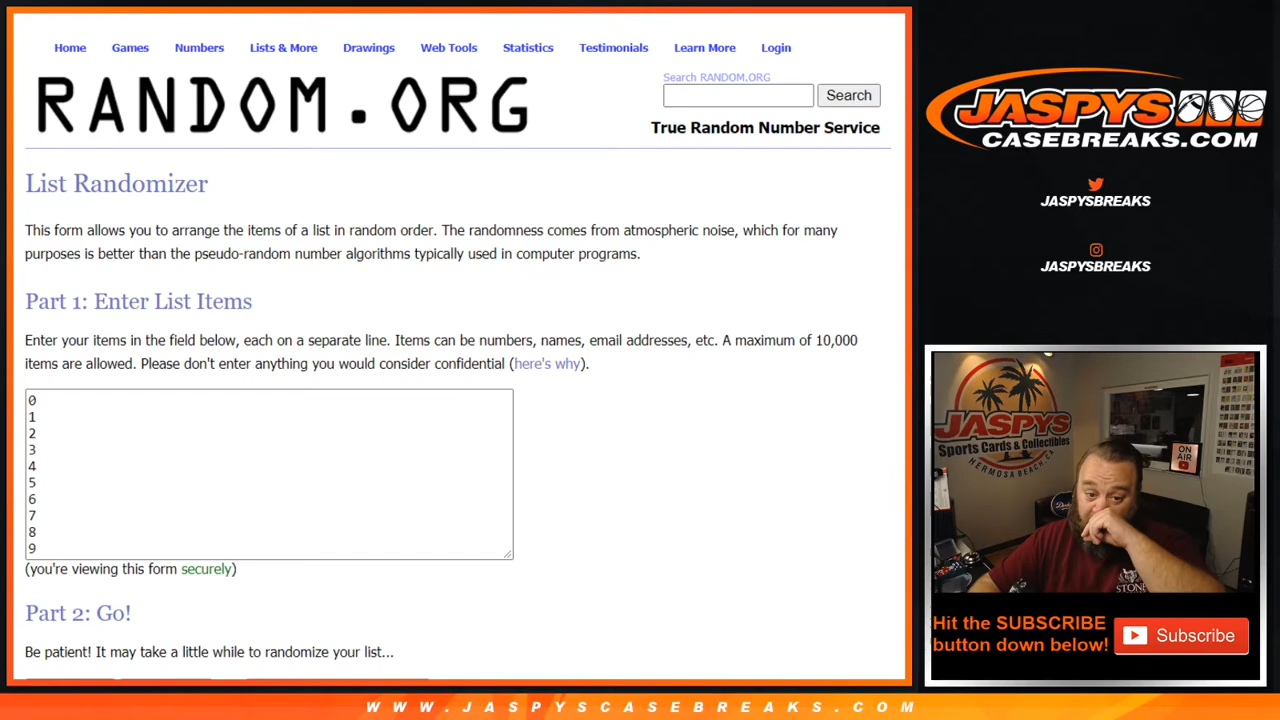 Home Games Numbers Lists & More Drawings Web Tools Statistics Testimonials Learn More Login
RANDOM.ORG
Search RANDOM.ORG
Search
True Random Number Service
List Randomizer
This form allows you to arrange the items of a list in random order. The randomness comes from atmospheric noise, which for many
purposes is better than the pseudo-random number algorithms typically used in computer programs.
Part 1: Enter List Items
Enter your items in the field below, each on a separate line. Items can be numbers, names, email addresses, etc. A maximum of 10,000
items are allowed. Please don't enter anything you would consider confidential (here's why).
0
1
2
3
4
5
6
7
8
9
(you're viewing this form securely)
Part 2: Go!
Be patient! It may take a little while to randomize your list...
JASPYS
CASEBREAKS.COM
JASPYSBREAKS
JASPYSBREAKS
JASPYS
Sports Cards & Collectibles
HERMOSA BEACH, CA
ON
AIR
STONE
Hit the SUBSCRIBE
button down below!
Subscribe
WWW.JASPYSCASEBREAKS.COM